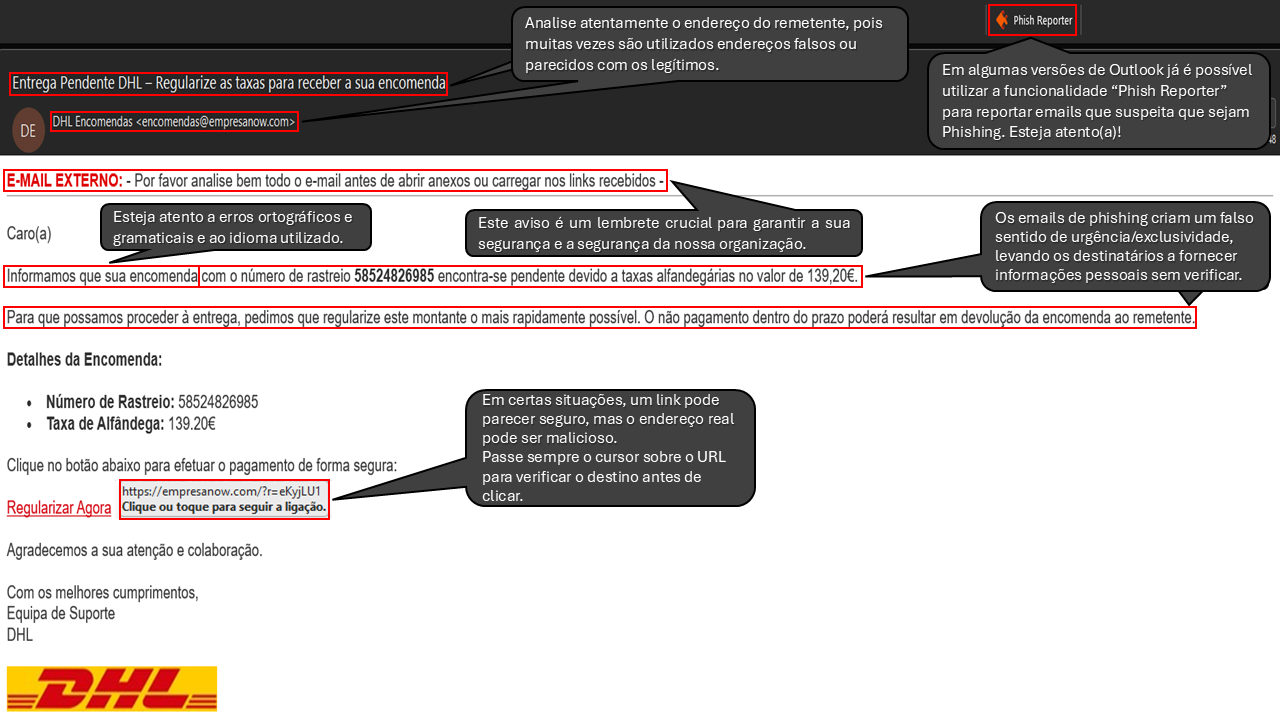 Phish Reporter
Analise atentamente o endereço do remetente, pois
muitas vezes são utilizados endereços falsos ou
parecidos com os legítimos.
Em algumas versões de Outlook já é possível
utilizar a funcionalidade “Phish Reporter”
para reportar emails que suspeita que sejam
Phishing. Esteja atento(a)!
Entrega Pendente DHL – Regularize as taxas para receber a sua encomenda
DE
DHL Encomendas <encomendas@empresanow.com>
48
E-MAIL EXTERNO: - Por favor analise bem todo o e-mail antes de abrir anexos ou carregar nos links recebidos -
Esteja atento a erros ortográficos e
gramaticais e ao idioma utilizado.
Este aviso é um lembrete crucial para garantir a sua
segurança e a segurança da nossa organização.
Os emails de phishing criam um falso
sentido de urgência/exclusividade,
levando os destinatários a fornecer
informações pessoais sem verificar.
Caro(a)
Informamos que sua encomenda com o número de rastreio 58524826985 encontra-se pendente devido a taxas alfandegárias no valor de 139,20€.
Para que possamos proceder à entrega, pedimos que regularize este montante o mais rapidamente possível. O não pagamento dentro do prazo poderá resultar em devolução da encomenda ao remetente.
Detalhes da Encomenda:
• Número de Rastreio: 58524826985
• Taxa de Alfândega: 139.20€
Em certas situações, um link pode
parecer seguro, mas o endereço real
pode ser malicioso.
Passe sempre o cursor sobre o URL
para verificar o destino antes de
clicar.
Clique no botão abaixo para efetuar o pagamento de forma segura:
Regularizar Agora
https://empresanow.com/?r=eKyjLU1
Clique ou toque para seguir a ligação.
Agradecemos a sua atenção e colaboração.
Com os melhores cumprimentos,
Equipa de Suporte
DHL
DHL